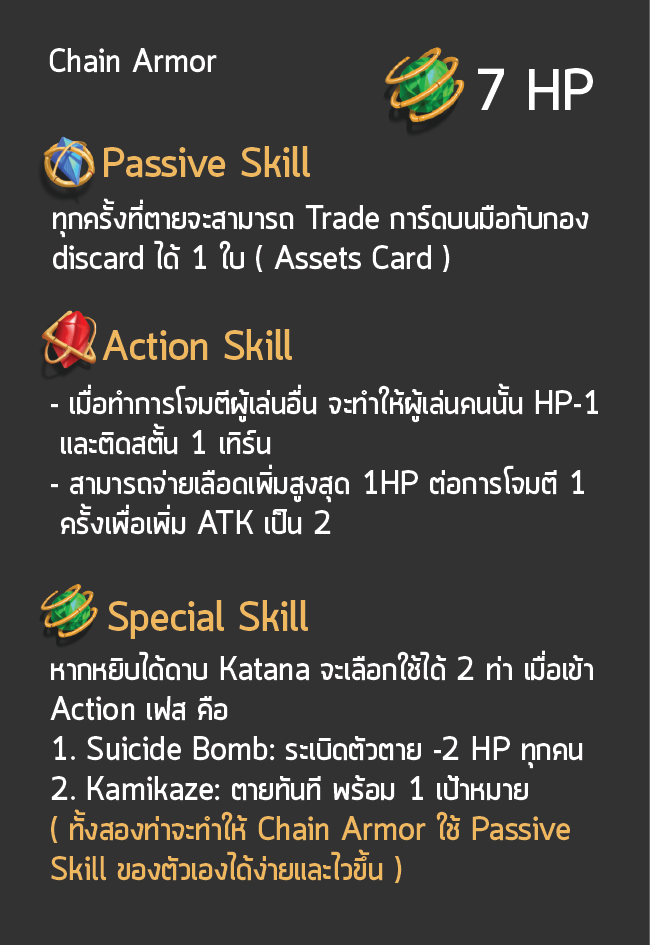 Chain Armor
7 HP
Passive Skill
ทุกครั้งที่ตายจะสามารถ Trade การ์ดบนมือกับกอง
discard ได้ 1 ใบ ( Assets Card )
Action Skill
- เมื่อทำการโจมตีผู้เล่นอื่น จะทำให้ผู้เล่นคนนั้น HP-1
และติดสตั้น 1 เทิร์น
- สามารถจ่ายเลือดเพิ่มสูงสุด 1HP ต่อการโจมตี 1
ครั้งเพื่อเพิ่ม ATK เป็น 2
Special Skill
หากหยิบได้ดาบ Katana จะเลือกใช้ได้ 2 ท่า เมื่อเข้า
Action เฟส คือ
1. Suicide Bomb: ระเบิดตัวตาย -2 HP ทุกคน
2. Kamikaze: ตายทันที พร้อม 1 เป้าหมาย
( ทั้งสองท่าจะทำให้ Chain Armor ใช้ Passive
Skill ของตัวเองได้ง่ายและไวขึ้น )